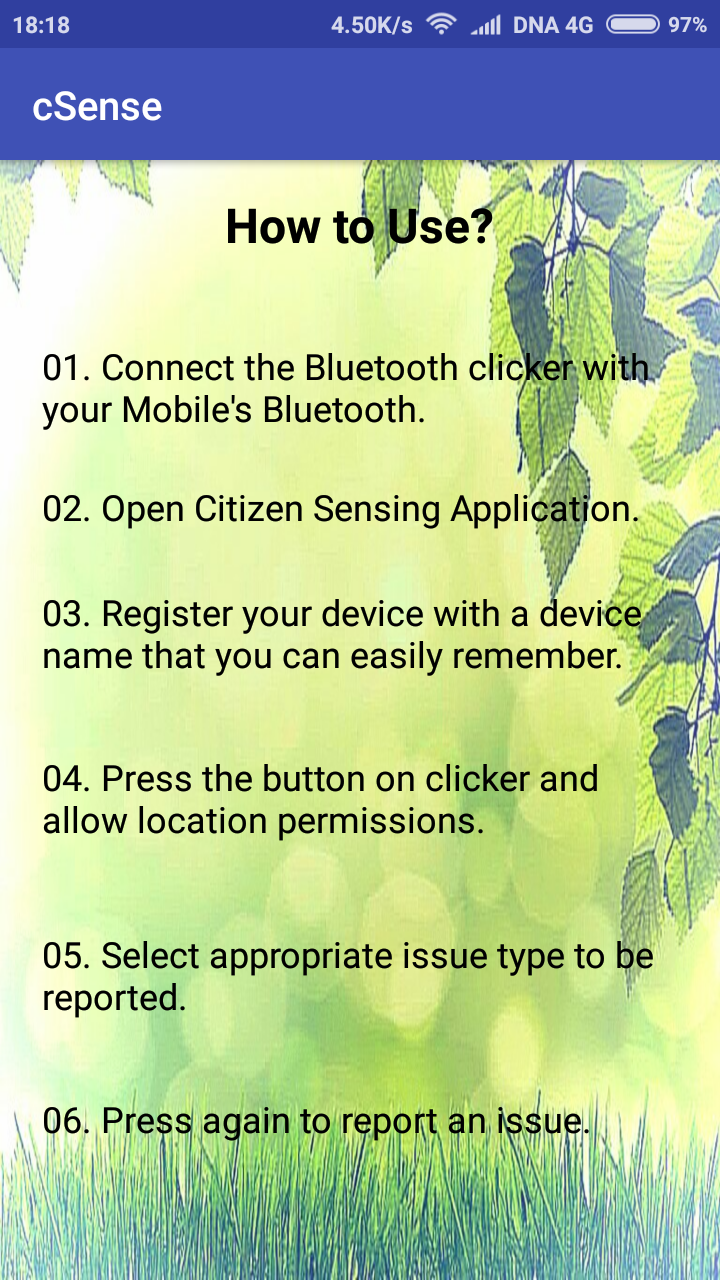 18:18 4.50K/s DNA 4G 97%
cSense
How to Use?
01. Connect the Bluetooth clicker with
your Mobile's Bluetooth.
02. Open Citizen Sensing Application.
03. Register your device with a device
name that you can easily remember.
04. Press the button on clicker and
allow location permissions.
05. Select appropriate issue type to be
reported.
06. Press again to report an issue.